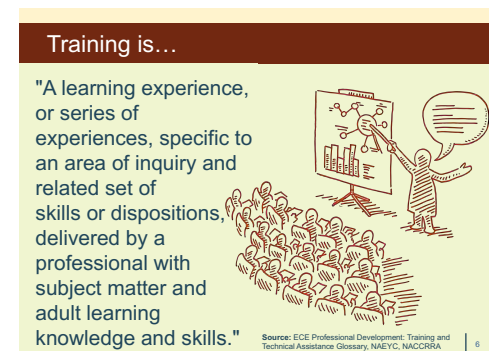 Training is…
"A learning experience,
or series of
experiences, specific to
an area of inquiry and
related set of
skills or dispositions,
delivered by a
professional with
subject matter and
adult learning
knowledge and skills."
Source: ECE Professional Development: Training and
Technical Assistance Glossary, NAEYC, NACCRRA
6